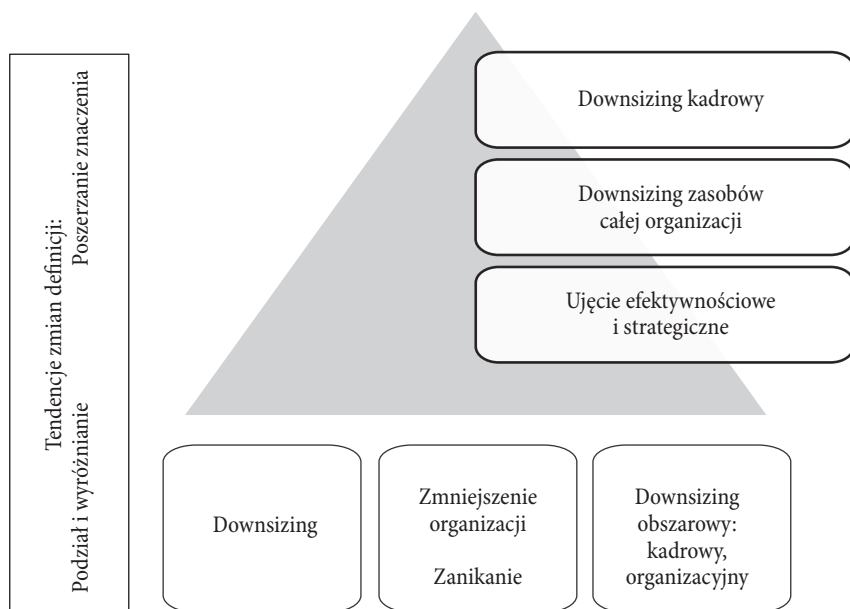 Tendencje zmian definicji:
Podział i wyróżnianie
Poszerzanie znaczenia
Downsizing kadrowy
Downsizing zasobów
całej organizacji
Ujęcie efektywnościowe
i strategiczne
Downsizing
Zmniejszenie
organizacji
Zanikanie
Downsizing
obszarowy:
kadrowy,
organizacyjny